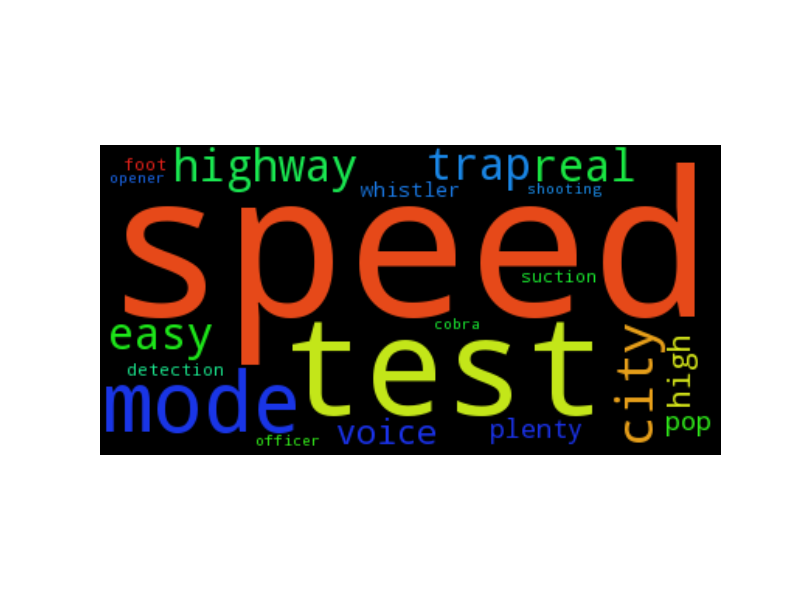 foot highway trap real
opener whistler shooting
speed
suction
easy cobra
test
detection
mode
city
high
officer voice plenty pop